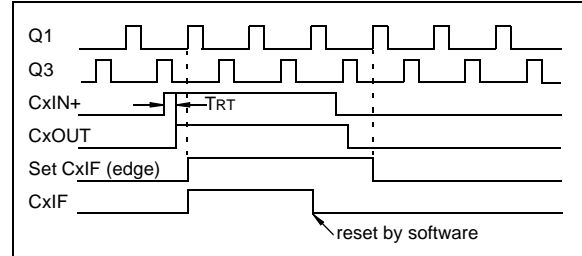 Q1
Q3
CxIN+
TRT
CxOUT
Set CxIF (edge)
CxIF
reset by software